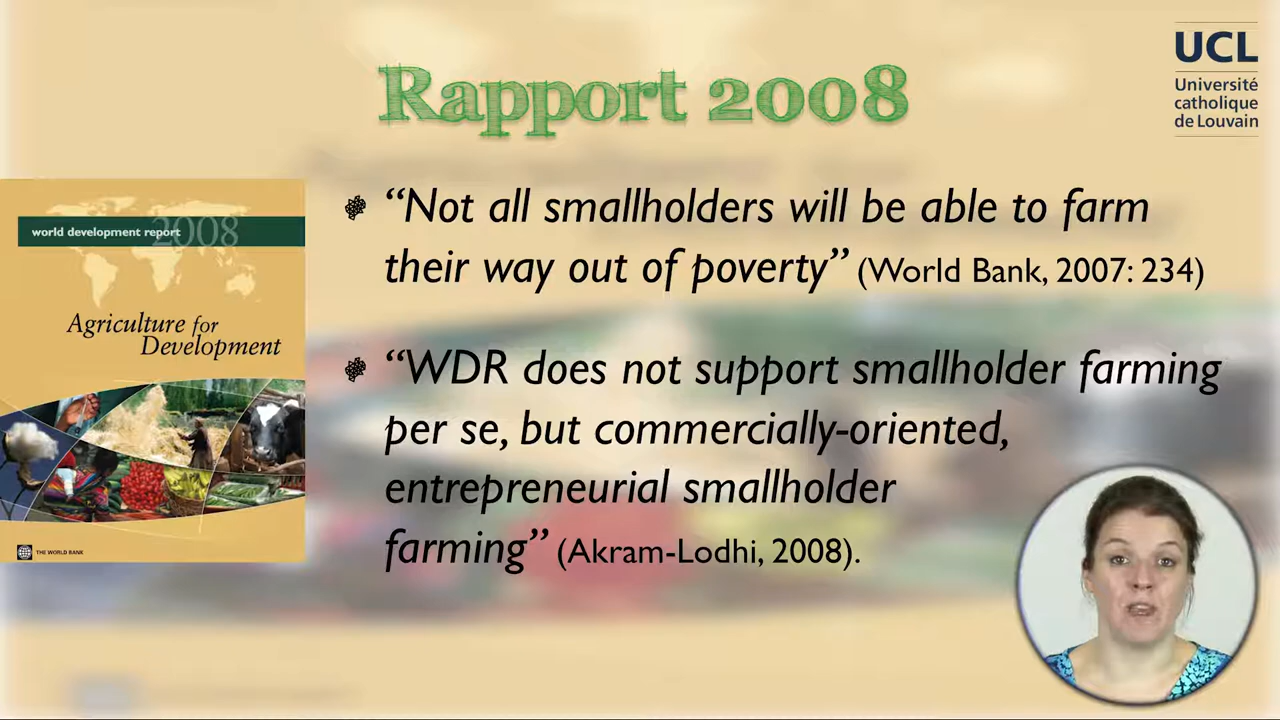 Rapport 2008
UCL
Université
catholique
de Louvain
world development report
2008
Agriculture for
Development
THE WORLD BANK
“Not all smallholders will be able to farm
their way out of poverty” (World Bank, 2007: 234)
“WDR does not support smallholder farming
per se, but commercially-oriented,
entrepreneurial smallholder
farming” (Akram-Lodhi, 2008).